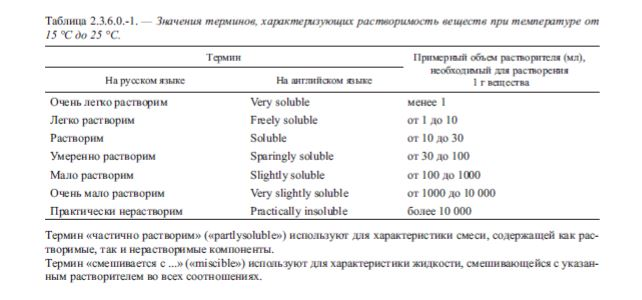 Таблица 2.3.6.0.-1. — Значения терминов, характеризующих растворимость веществ при температуре от
15 °С до 25 °С.
Термин Примерный объем растворителя (мл),
необходимый для растворения
На русском языке На английском языке 1 г вещества
Очень легко растворим Very soluble менее 1
Легко растворим Freely soluble от 1 до 10
Растворим Soluble от 10 до 30
Умеренно растворим Sparingly soluble от 30 до 100
Мало растворим Slightly soluble от 100 до 1000
Очень мало растворим Very slightly soluble от 1000 до 10 000
Практически нерастворим Practically insoluble более 10 000
Термин «частично растворим» («partlysoluble») используют для характеристики смеси, содержащей как рас-
творимые, так и нерастворимые компоненты.
Термин «смешивается с ...» («miscible») используют для характеристики жидкости, смешивающейся с указан-
ным растворителем во всех соотношениях.